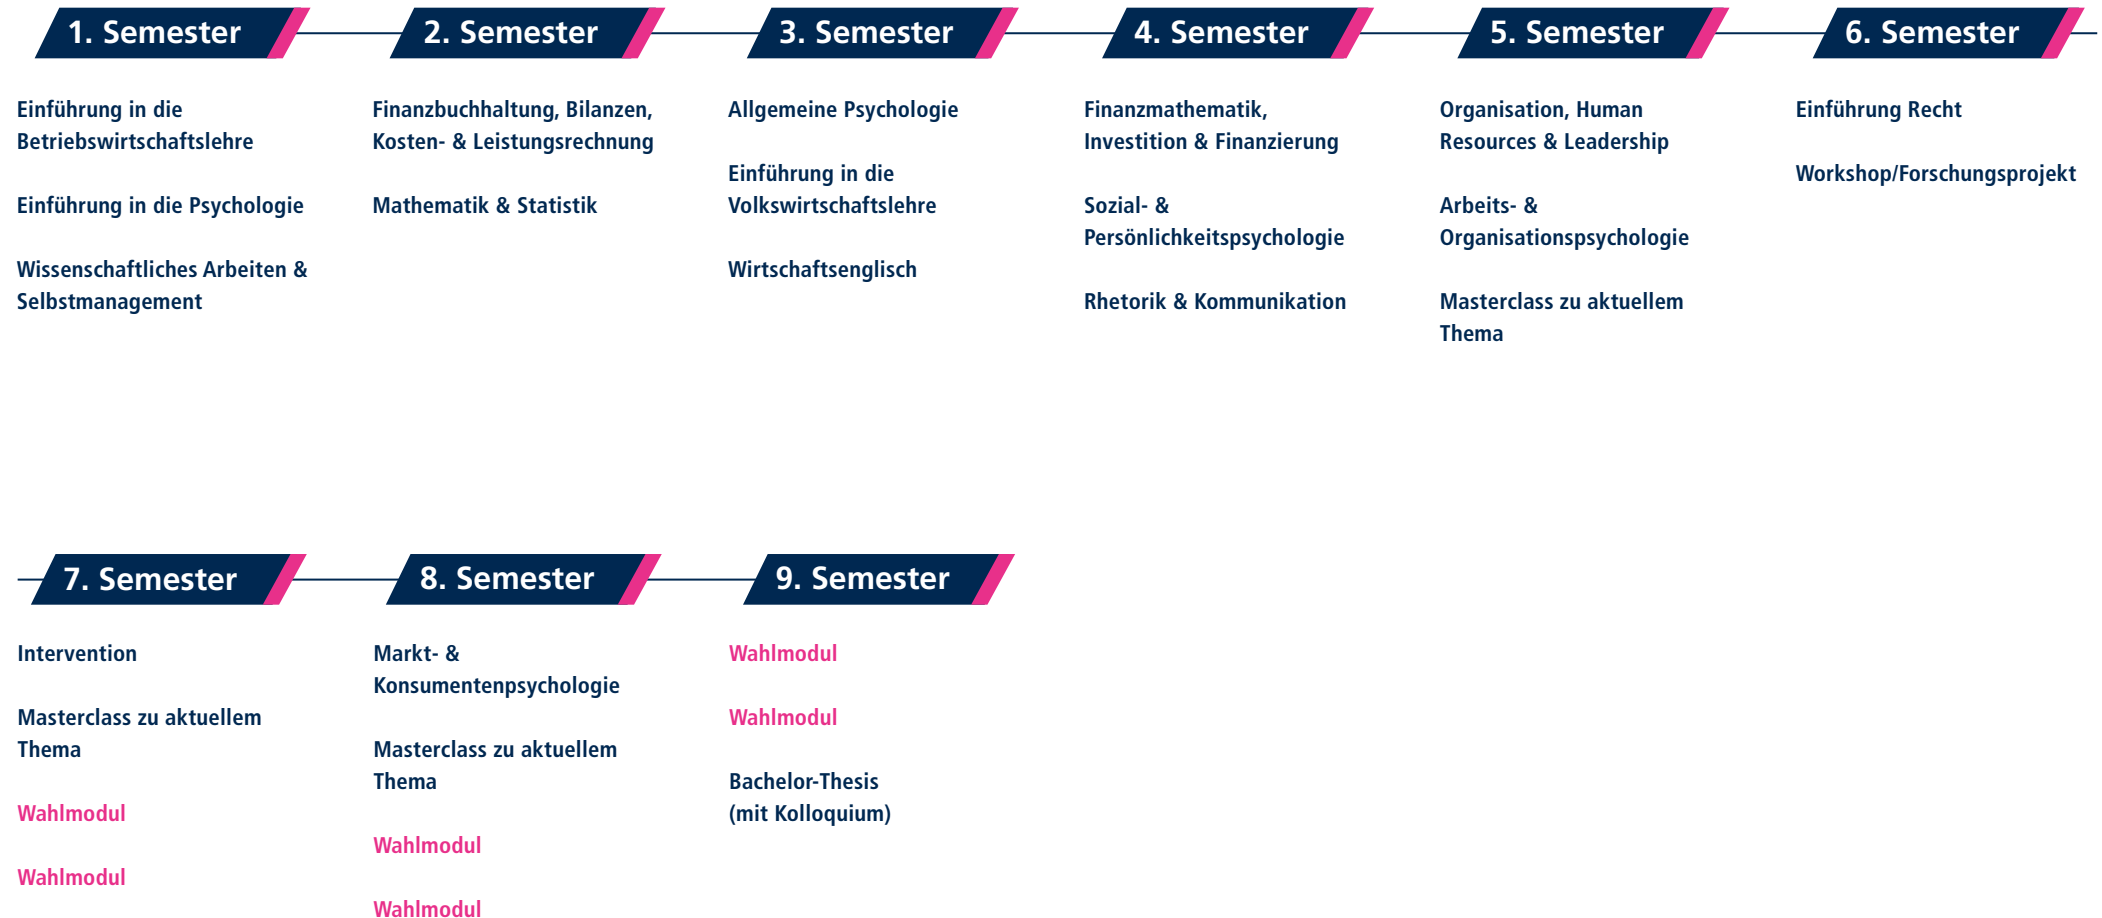 1. Semester
Einführung in die
Betriebswirtschaftslehre
Einführung in die Psychologie
Wissenschaftliches Arbeiten &
Selbstmanagement
2. Semester
Finanzbuchhaltung, Bilanzen,
Kosten- & Leistungsrechnung
Mathematik & Statistik
3. Semester
Allgemeine Psychologie
Einführung in die
Volkswirtschaftslehre
Wirtschaftsenglisch
4. Semester
Finanzmathematik,
Investition & Finanzierung
Sozial- &
Persönlichkeitspsychologie
Rhetorik & Kommunikation
5. Semester
Organisation, Human
Resources & Leadership
Arbeits- &
Organisationspsychologie
Masterclass zu aktuellem
Thema
6. Semester
Einführung Recht
Workshop/Forschungsprojekt
7. Semester
Intervention
Masterclass zu aktuellem
Thema
Wahlmodul
Wahlmodul
8. Semester
Markt- &
Konsumentenpsychologie
Masterclass zu aktuellem
Thema
Wahlmodul
Wahlmodul
9. Semester
Wahlmodul
Wahlmodul
Bachelor-Thesis
(mit Kolloquium)